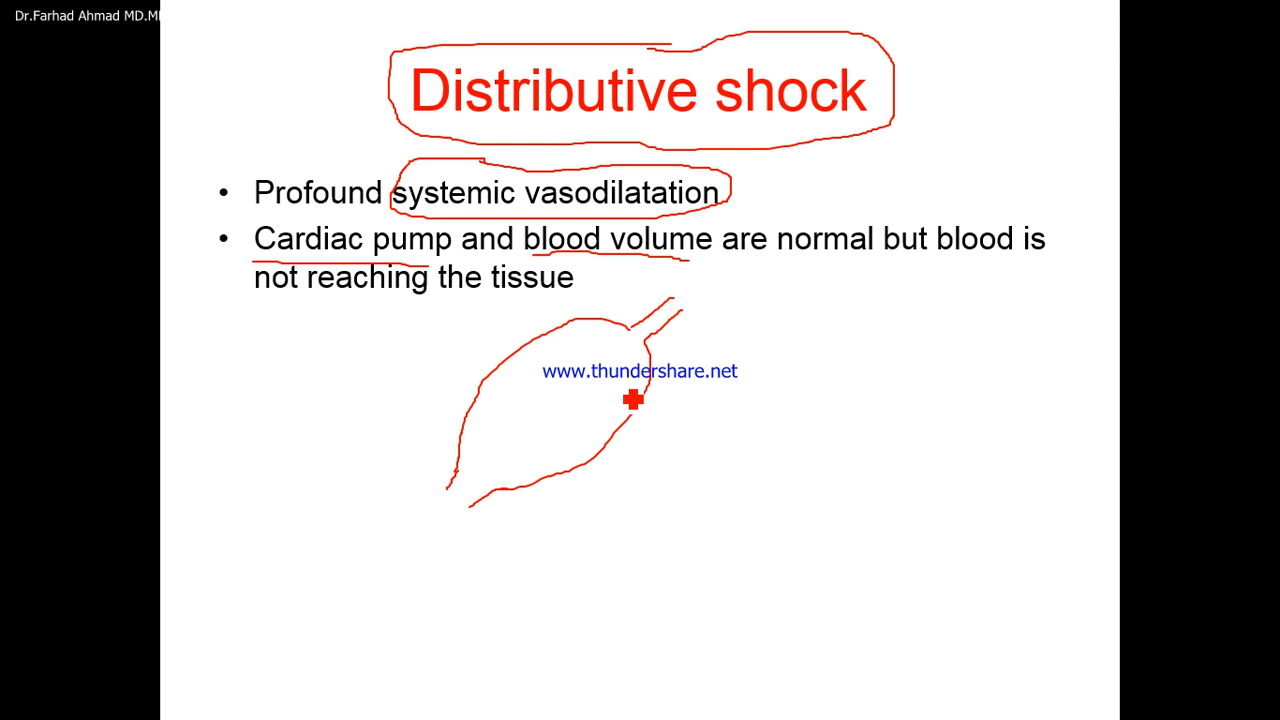 Dr.Farhad Ahmad MD.M
Distributive shock
• Profound systemic vasodilatation
• Cardiac pump and blood volume are normal but blood is
not reaching the tissue
www.thundershare.net